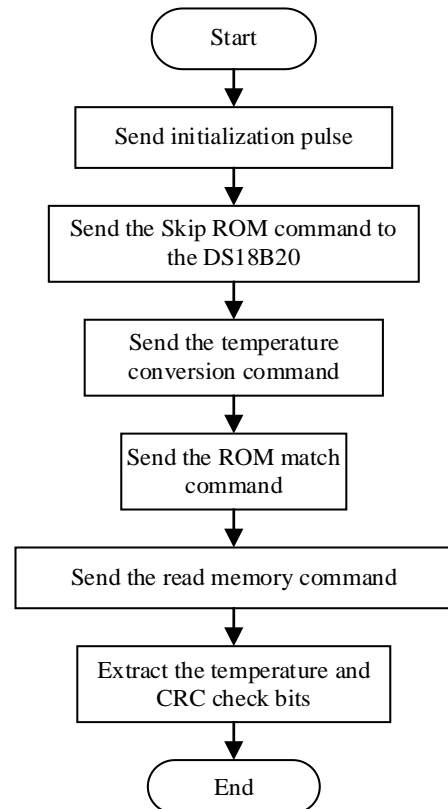 Start
Send initialization pulse
Send the Skip ROM command to
the DS18B20
Send the temperature
conversion command
Send the ROM match
command
Send the read memory command
Extract the temperature and
CRC check bits
End